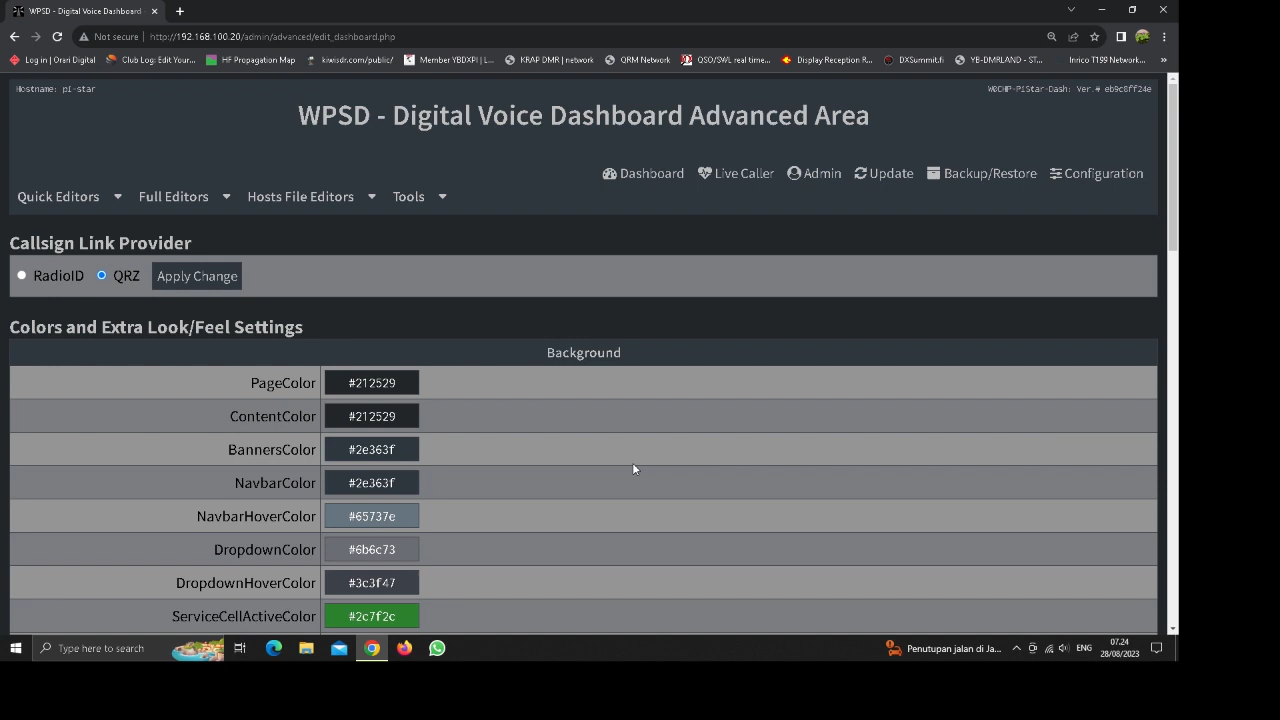 WPSD - Digital Voice Dashboard
Not secure | http://192.168.100.20/admin/advanced/edit_dashboard.php
Log in | Orari Digital Club Log: Edit Your... HF Propagation Map kiwisdr.com/public/ Member YBDXPI | L... KRAP DMR | network QRM Network QSO/SWL real time... Display Reception R... DXSummit.fi YB-DMRLAND - ST... Inrico T199 Network... »
Hostname: pi-star W0CHP-PiStar-Dash: Ver.# eb9c8ff24e
WPSD - Digital Voice Dashboard Advanced Area
Dashboard Live Caller Admin Update Backup/Restore Configuration
Quick Editors Full Editors Hosts File Editors Tools
Callsign Link Provider
RadioID QRZ Apply Change
Colors and Extra Look/Feel Settings
Background
PageColor #212529
ContentColor #212529
BannersColor #2e363f
NavbarColor #2e363f
NavbarHoverColor #65737e
DropdownColor #6b6c73
DropdownHoverColor #3c3f47
ServiceCellActiveColor #2c7f2c
Type here to search Penutupan jalan di Ja... ENG 07.24
28/08/2023